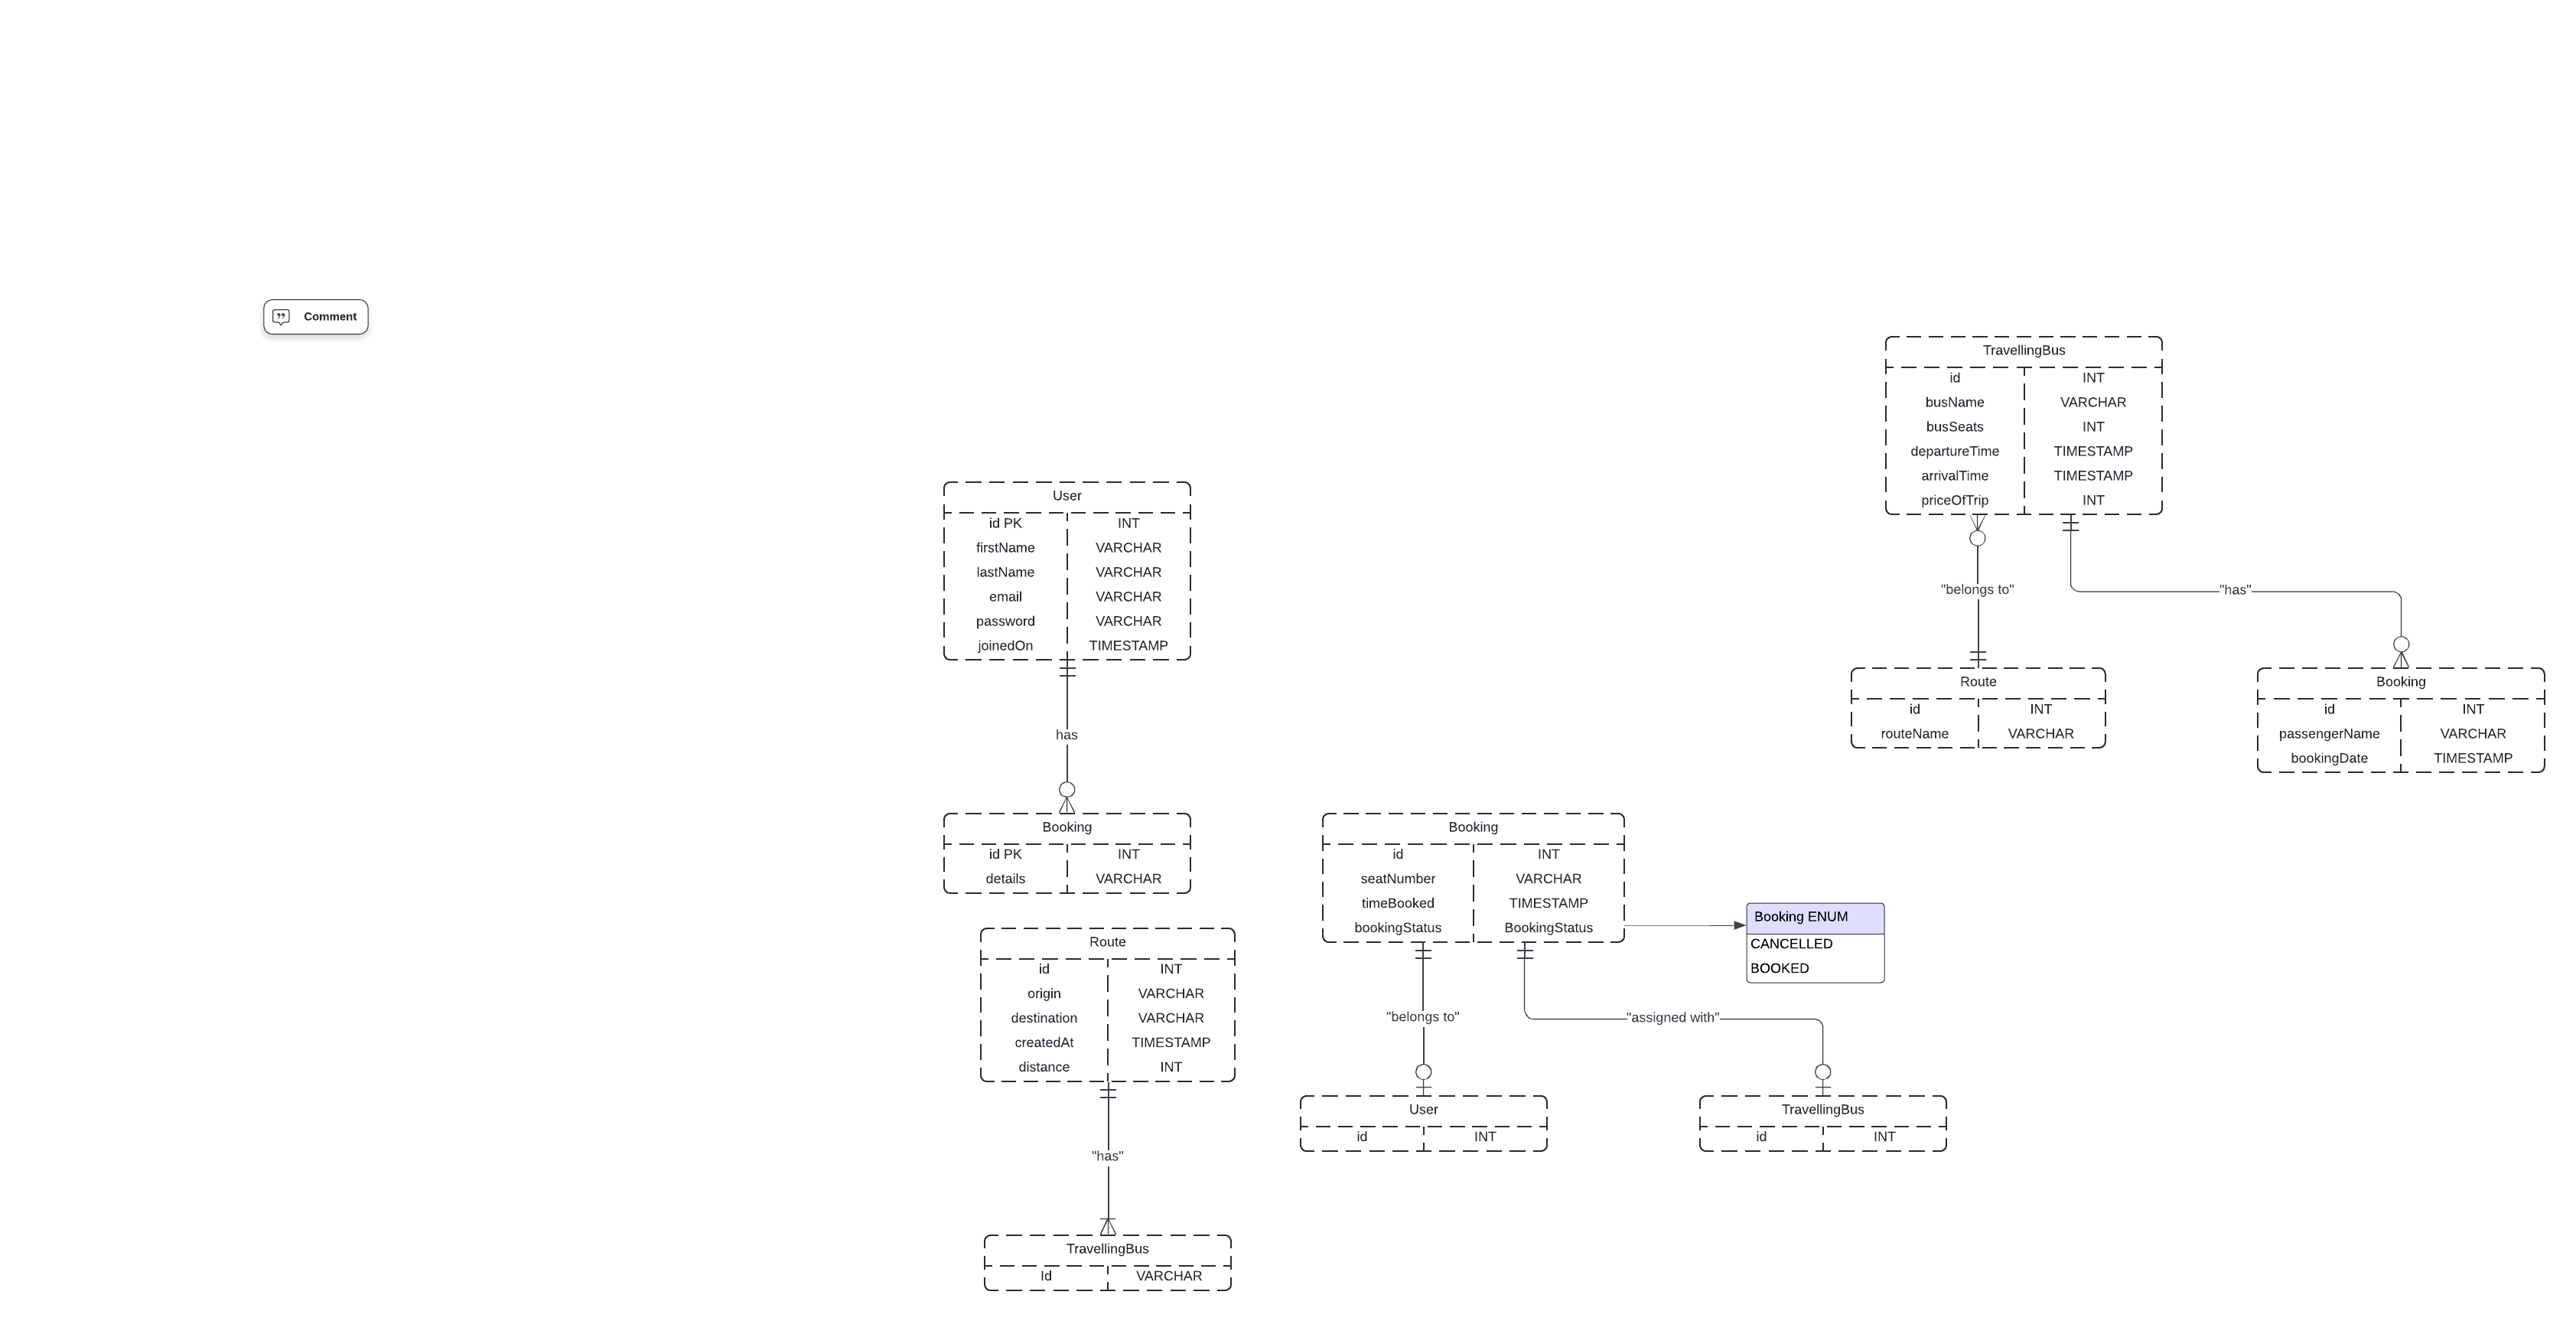 Comment
TravellingBus
id INT
busName VARCHAR
busSeats INT
departureTime TIMESTAMP
arrivalTime TIMESTAMP
priceOfTrip INT
"belongs to"
"has"
Route
id INT
routeName VARCHAR
Booking
id INT
passengerName VARCHAR
bookingDate TIMESTAMP
User
id PK INT
firstName VARCHAR
lastName VARCHAR
email VARCHAR
password VARCHAR
joinedOn TIMESTAMP
has
Booking
id PK INT
details VARCHAR
Booking
id INT
seatNumber VARCHAR
timeBooked TIMESTAMP
bookingStatus BookingStatus
Booking ENUM
CANCELLED
BOOKED
"belongs to"
"assigned with"
User
id INT
TravellingBus
id INT
Route
id INT
origin VARCHAR
destination VARCHAR
createdAt TIMESTAMP
distance INT
"has"
TravellingBus
Id VARCHAR